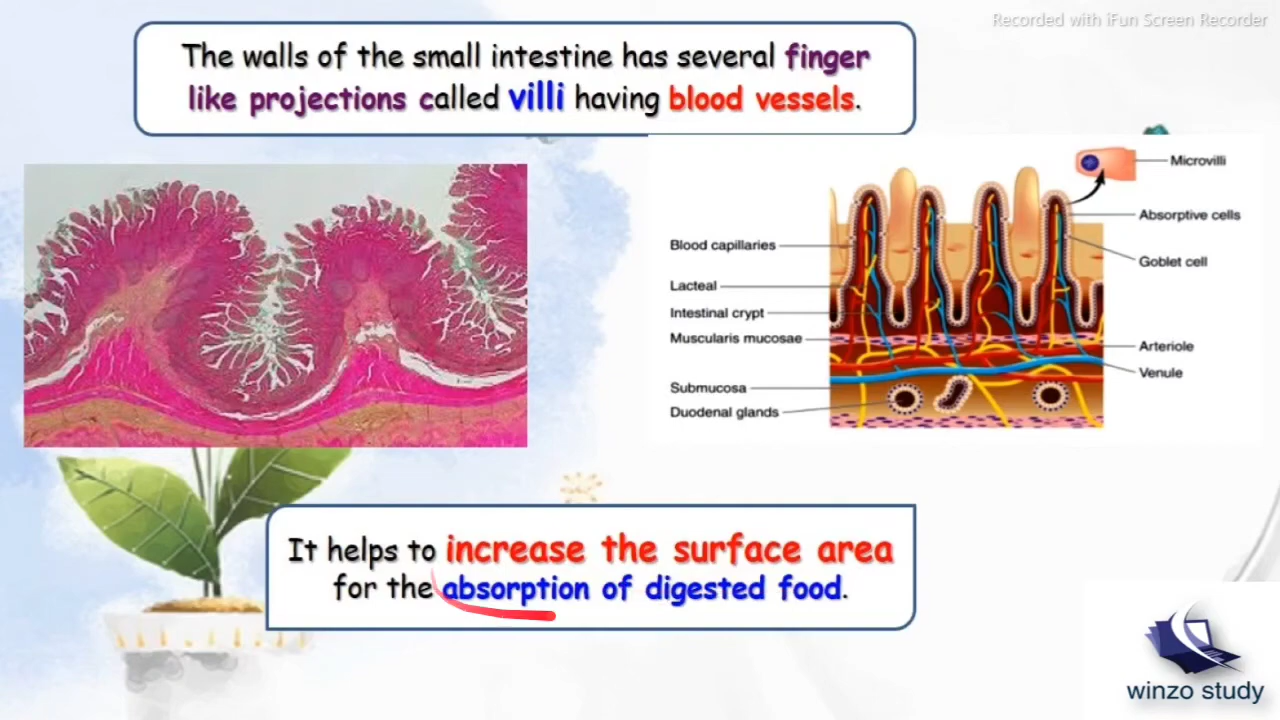 Recorded with iFun Screen Recorder
The walls of the small intestine has several finger
like projections called villi having blood vessels.
Microvilli
Absorptive cells
Goblet cell
Blood capillaries
Lacteal
Intestinal crypt
Muscularis mucosae
Arteriole
Venule
Submucosa
Duodenal glands
It helps to increase the surface area
for the absorption of digested food.
winzo study